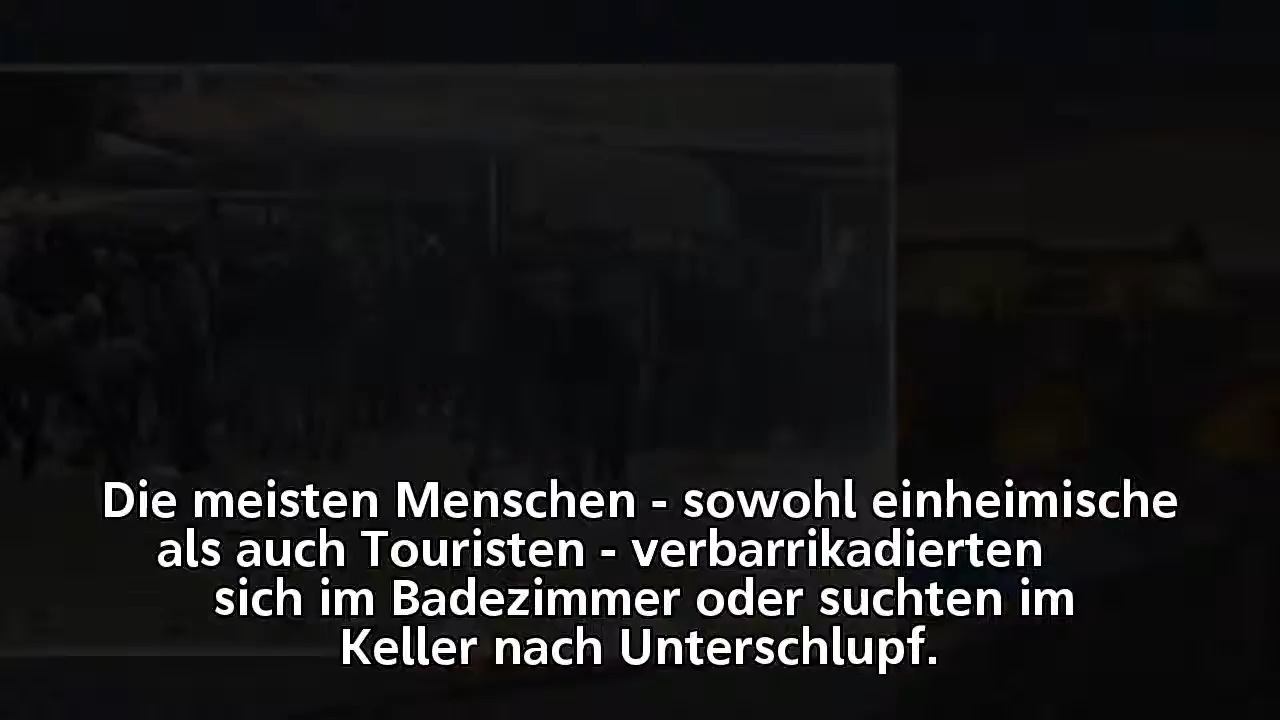 Die meisten Menschen - sowohl einheimische
als auch Touristen - verbarrikadierten
sich im Badezimmer oder suchten im
Keller nach Unterschlupf.